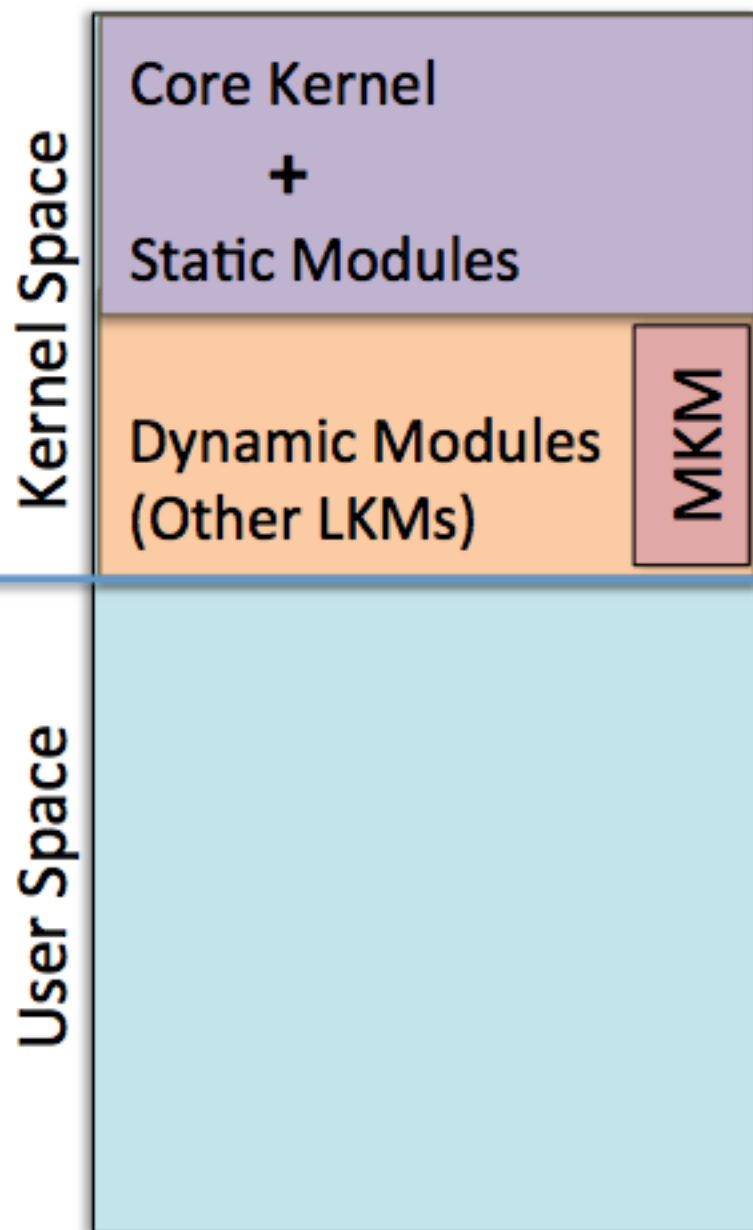 Kernel Space
Core Kernel
+
Static Modules
Dynamic Modules
(Other LKMs)
MKM
User Space